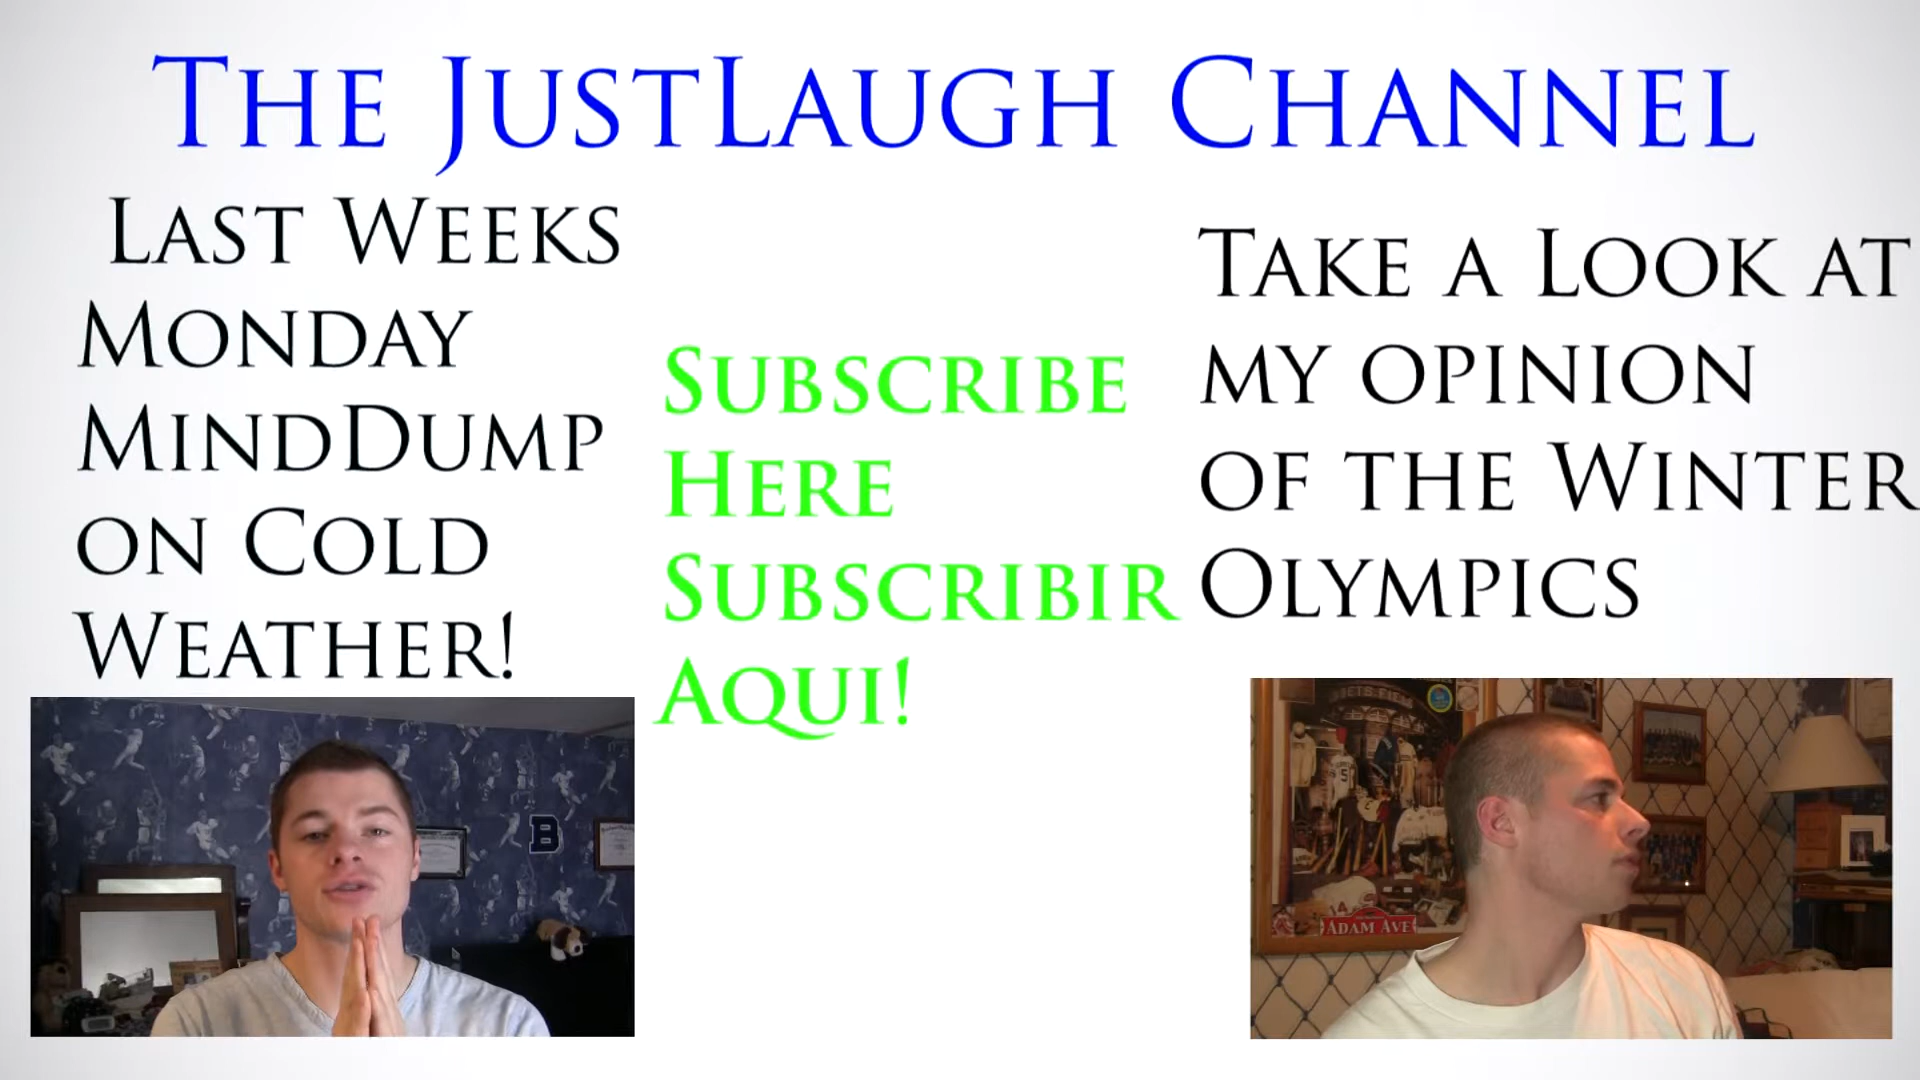 The JustLaugh Channel
Last Weeks
Monday
MindDump
on Cold
Weather!
Subscribe
Here
Subscribir
Aqui!
Take a Look at
my opinion
of the Winter
Olympics
B
5
Adam Ave